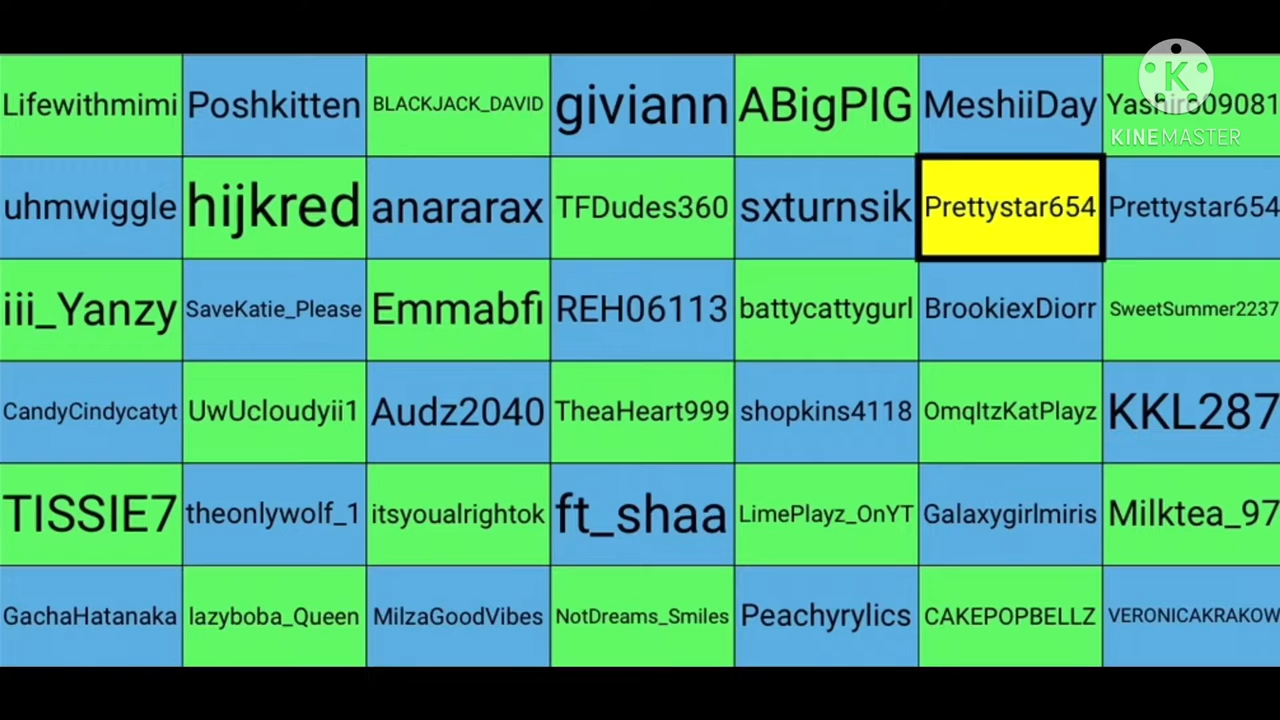 Lifewithmimi Poshkitten BLACKJACK_DAVID giviann ABigPIG MeshiiDay Yashir609081
KINEMASTER
uhmwiggle hijkred anararax TFDudes360 sxturnsik Prettystar654 Prettystar654
iii_Yanzy SaveKatie_Please Emmabfi REH06113 battycattygurl BrookiexDiorr SweetSummer2237
CandyCindycatyt UwUcloudyii1 Audz2040 TheaHeart999 shopkins4118 OmqItzKatPlayz KKL287
TISSIE7 theonlywolf_1 itsyoualrightok ft_shaa LimePlayz_OnYT Galaxygirlmiris Milktea_97
GachaHatanaka lazyboba_Queen MilzaGoodVibes NotDreams_Smiles Peachyrylics CAKEPOPBELLZ VERONICAKRAKOW